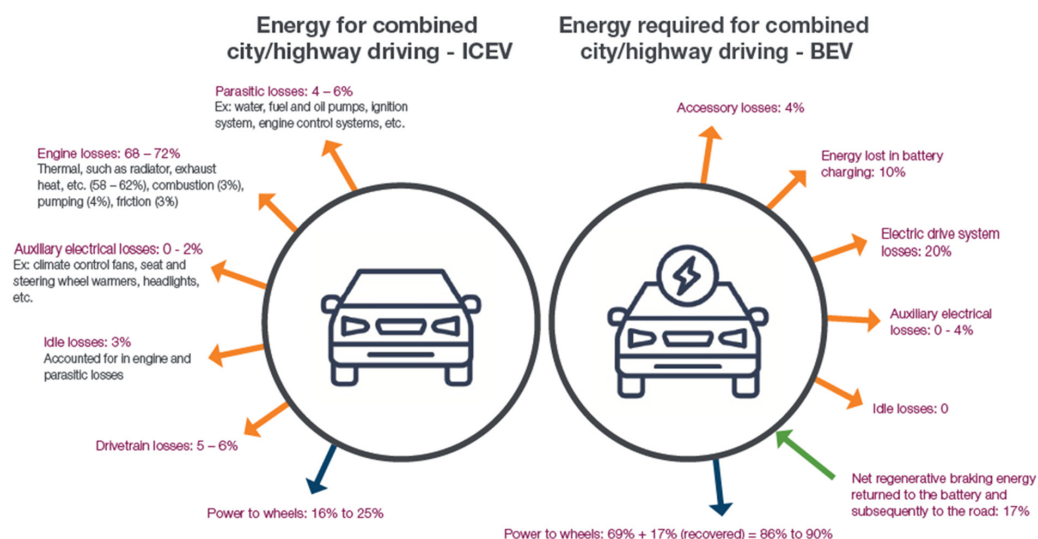 Energy for combined
city/highway driving - ICEV
Parasitic losses: 4 – 6%
Ex: water, fuel and oil pumps, ignition
system, engine control systems, etc.
Engine losses: 68 – 72%
Thermal, such as radiator, exhaust
heat, etc. (58 – 62%), combustion (3%),
pumping (4%), friction (3%)
Auxiliary electrical losses: 0 - 2%
Ex: climate control fans, seat and
steering wheel warmers, headlights,
etc.
Idle losses: 3%
Accounted for in engine and
parasitic losses
Drivetrain losses: 5 – 6%
Power to wheels: 16% to 25%
Energy required for combined
city/highway driving - BEV
Accessory losses: 4%
Energy lost in battery
charging: 10%
Electric drive system
losses: 20%
Auxiliary electrical
losses: 0 - 4%
Idle losses: 0
Net regenerative braking energy
returned to the battery and
subsequently to the road: 17%
Power to wheels: 69% + 17% (recovered) = 86% to 90%